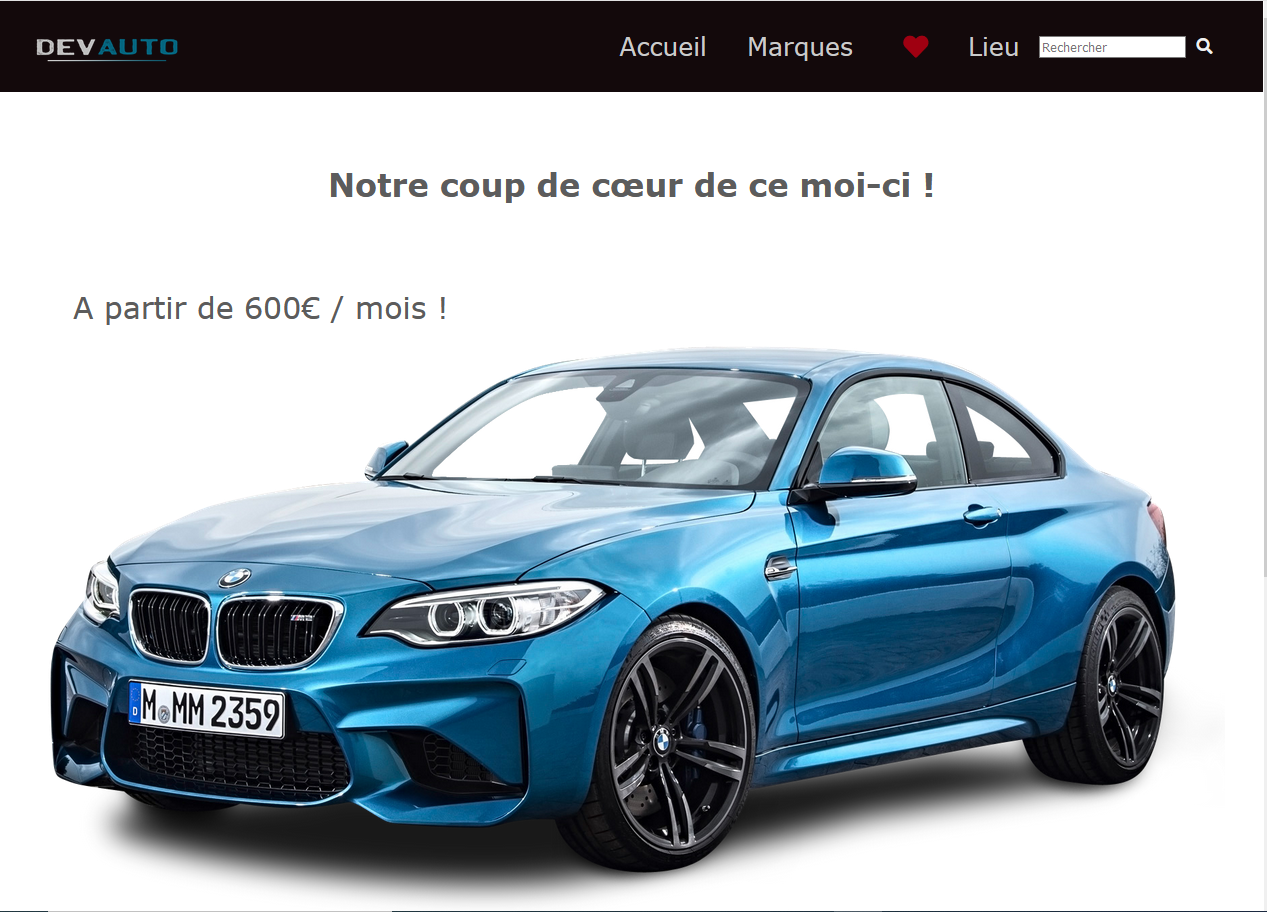 DEVAUTO
Accueil Marques Lieu Rechercher
Notre coup de cœur de ce moi-ci !
A partir de 600€ / mois !
M MM 2359
D